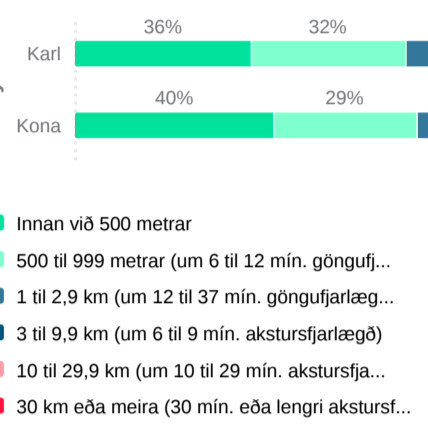 36% 32%
Karl
40% 29%
Kona
Innan við 500 metrar
500 til 999 metrar (um 6 til 12 mín. göngufj...
1 til 2,9 km (um 12 til 37 mín. göngufjarlæg...
3 til 9,9 km (um 6 til 9 mín. akstursfjarlægð)
10 til 29,9 km (um 10 til 29 mín. akstursfja...
30 km eða meira (30 mín. eða lengri akstursf...